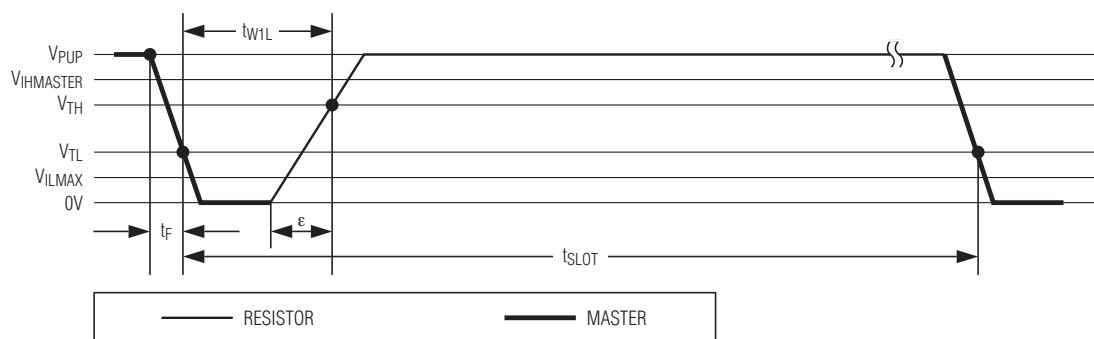 tW1L
VPUP
VIHMASTER
VTH
VTL
VILMAX
0V
tF
ε
tSLOT
RESISTOR
MASTER